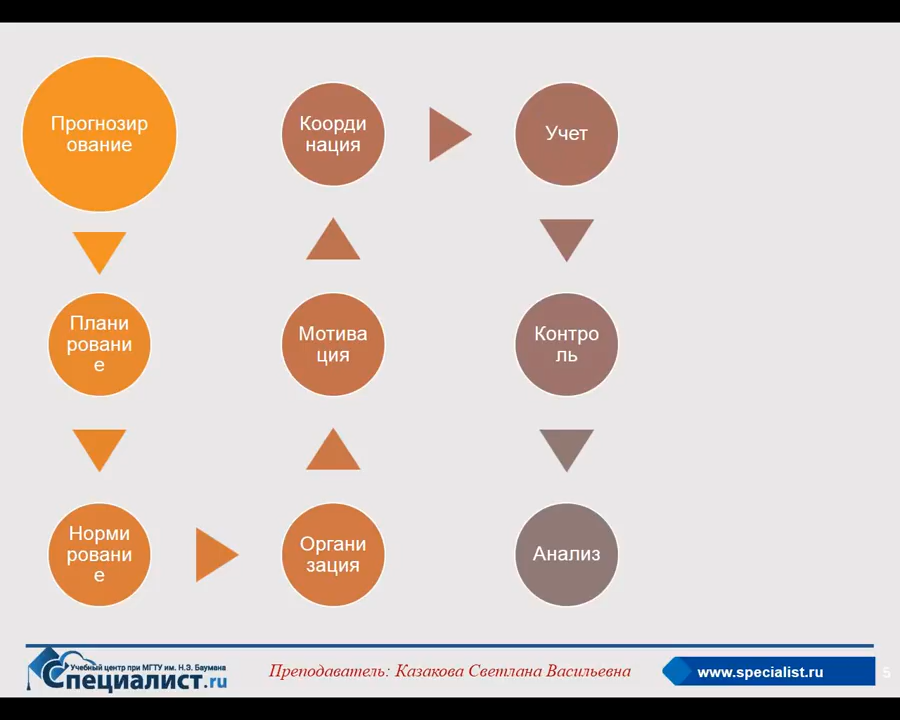 Прогнозир
ование
Плани
ровани
е
Норми
ровани
е
Органи
зация
Мотива
ция
Коорди
нация
Учет
Контро
ль
Анализ
Учебный центр при МГТУ им. Н.Э. Баумана
Специалист.ru
Преподаватель: Казакова Светлана Васильевна
www.specialist.ru
5